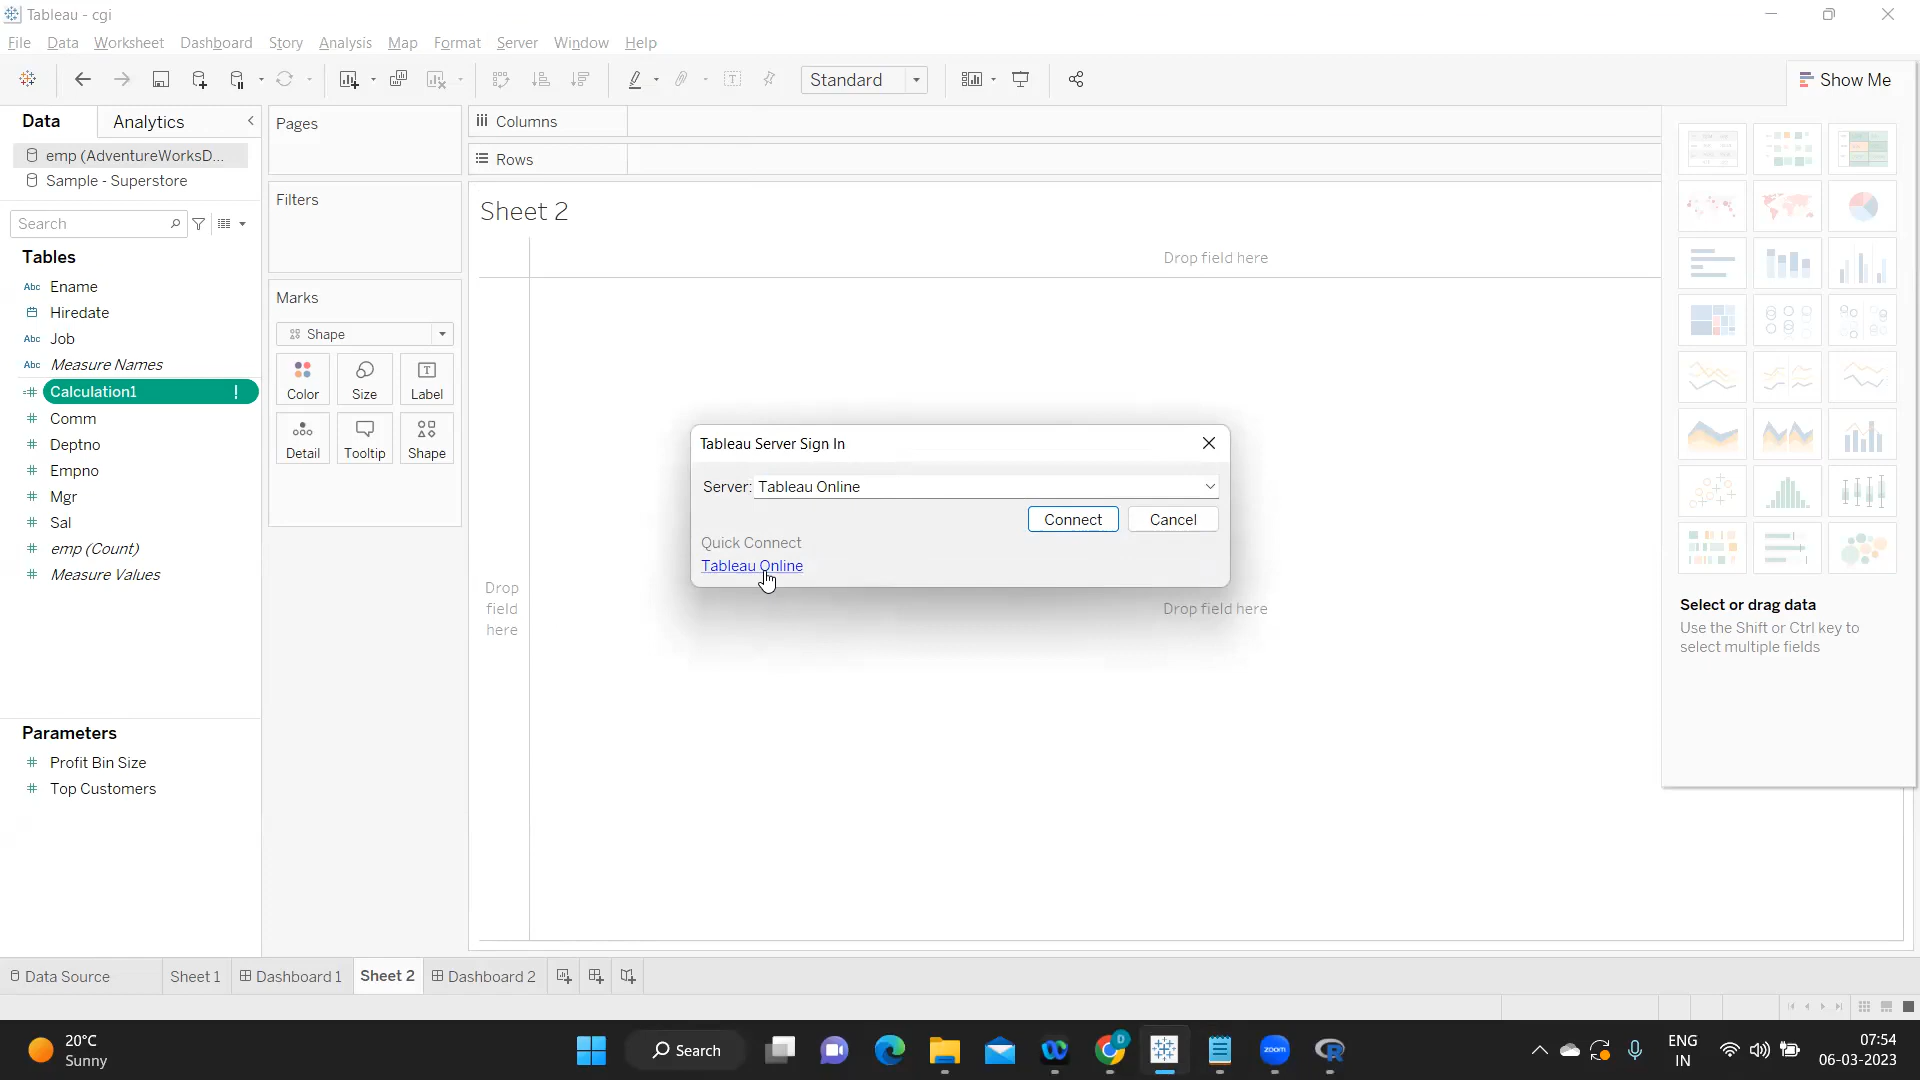 Tableau - cgi
File Data Worksheet Dashboard Story Analysis Map Format Server Window Help
Standard
Show Me
Data Analytics
Pages
Columns
emp (AdventureWorksD...
Rows
Sample - Superstore
Filters
Sheet 2
Search
Tables
Drop field here
Abc Ename
Marks
Hiredate
Shape
Abc Job
Abc Measure Names
Calculation1 !
Color Size Label
Comm
Deptno
Detail Tooltip Shape
Empno
Mgr
Sal
emp (Count)
Measure Values
Tableau Server Sign In
Server: Tableau Online
Connect Cancel
Quick Connect
Tableau Online
Drop
field
here
Drop field here
Select or drag data
Use the Shift or Ctrl key to
select multiple fields
Parameters
Profit Bin Size
Top Customers
Data Source Sheet 1 Dashboard 1 Sheet 2 Dashboard 2
20°C
Sunny
Search
D
zoom
R
ENG
IN
07:54
06-03-2023